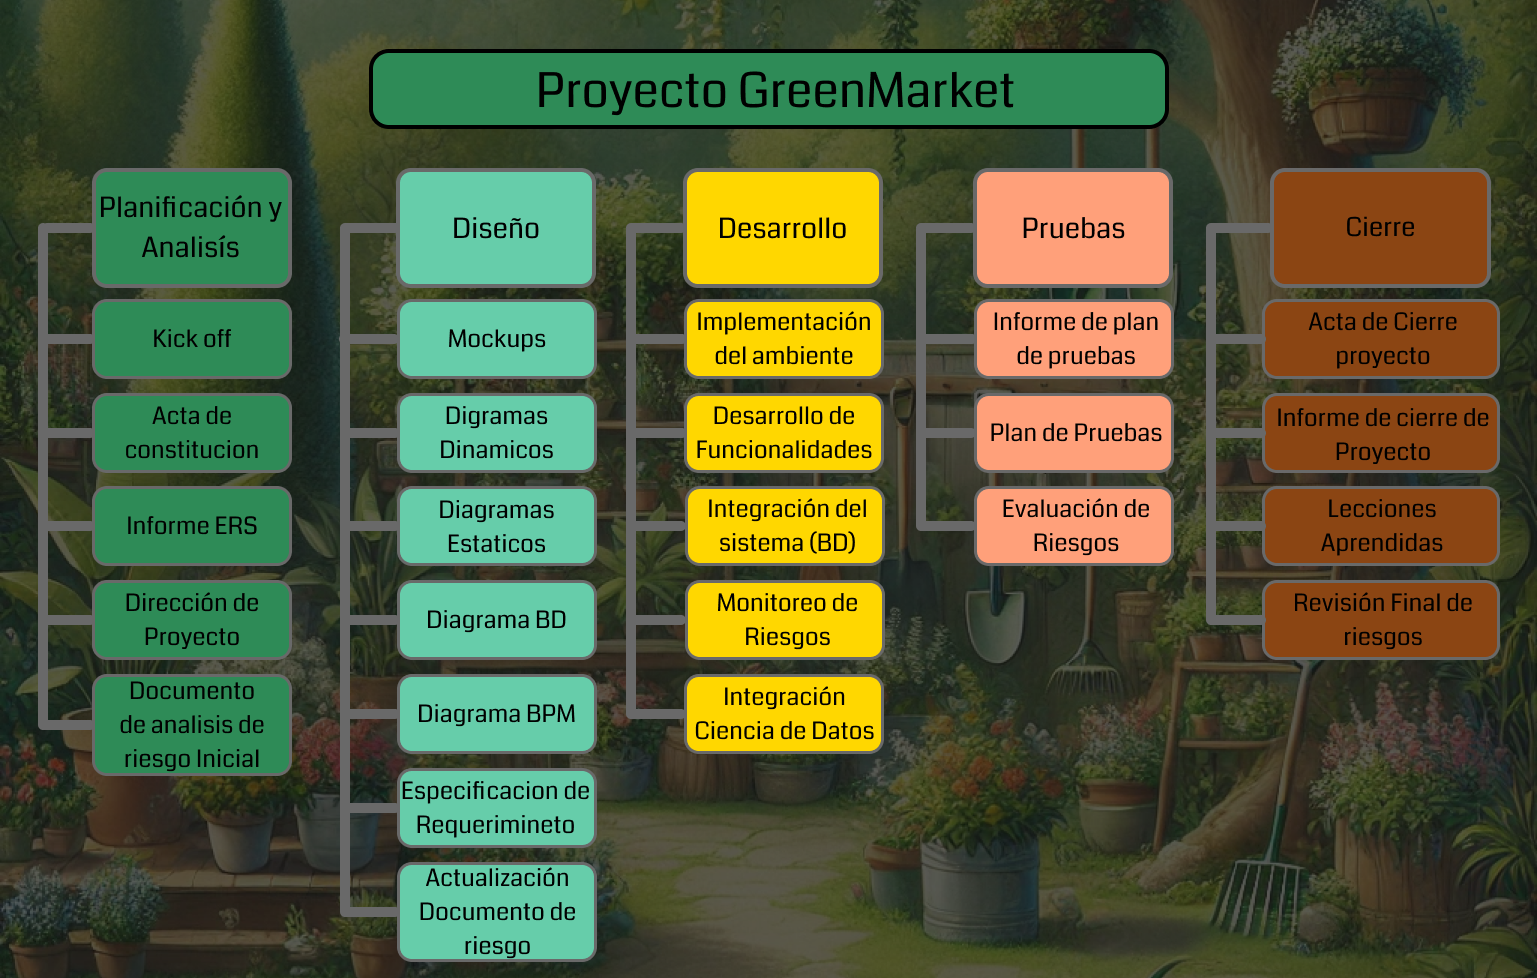 Proyecto GreenMarket
Planificación y
Analisís
Kick off
Acta de
constitucion
Informe ERS
Dirección de
Proyecto
Documento
de analisis de
riesgo Inicial
Diseño
Mockups
Digramas
Dinamicos
Diagramas
Estaticos
Diagrama BD
Diagrama BPM
Especificacion de
Requerimineto
Actualización
Documento de
riesgo
Desarrollo
Implementación
del ambiente
Desarrollo de
Funcionalidades
Integración del
sistema (BD)
Monitoreo de
Riesgos
Integración
Ciencia de Datos
Pruebas
Informe de plan
de pruebas
Plan de Pruebas
Evaluación de
Riesgos
Cierre
Acta de Cierre
proyecto
Informe de cierre de
Proyecto
Lecciones
Aprendidas
Revisión Final de
riesgos